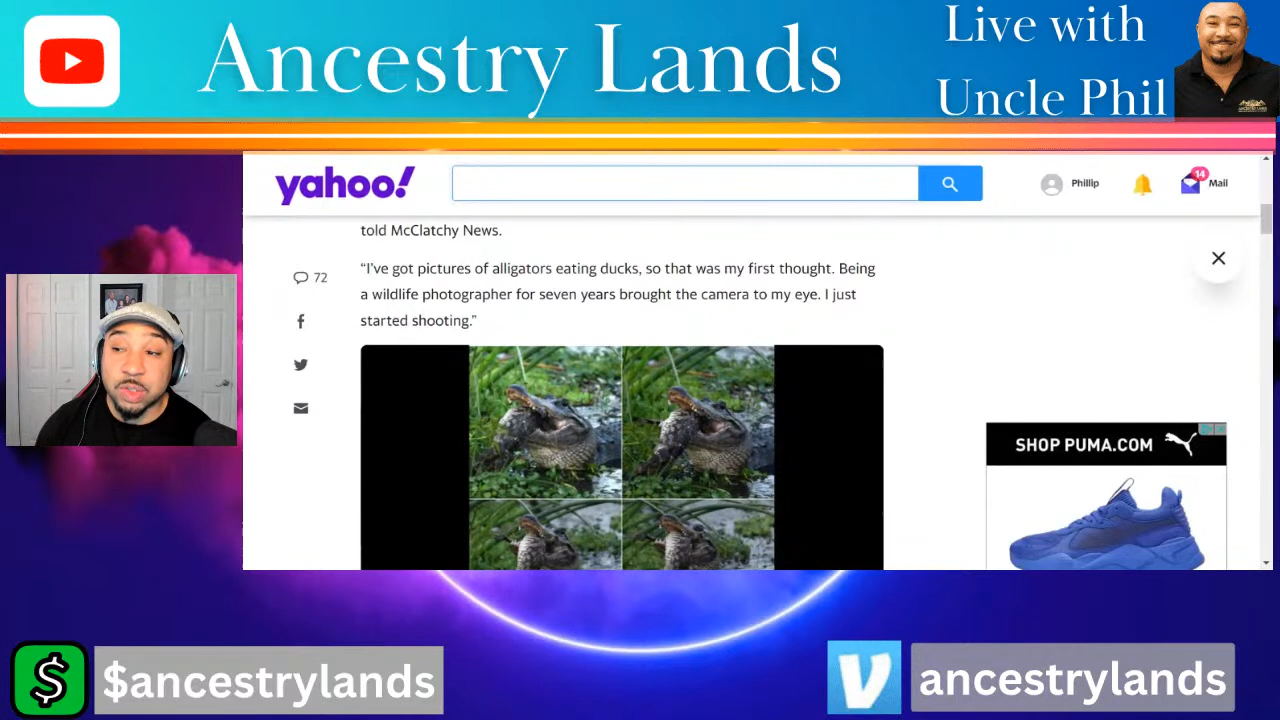 Ancestry Lands
Live with
Uncle Phil
yahoo!
Phillip
14
Mail
told McClatchy News.
72
“I’ve got pictures of alligators eating ducks, so that was my first thought. Being
a wildlife photographer for seven years brought the camera to my eye. I just
started shooting.”
SHOP PUMA.COM
$ancestrylands
ancestrylands